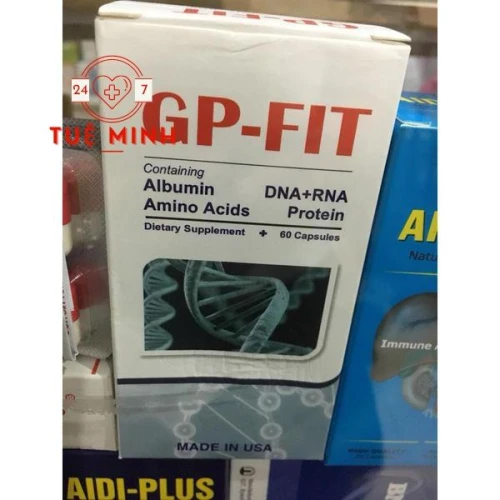 24 7
TUỆ MINH
GP-FIT
Containing
Albumin DNA+RNA
Amino Acids Protein
Dietary Supplement + 60 Capsules
MADE IN USA
Immune
AIDI-PLUS